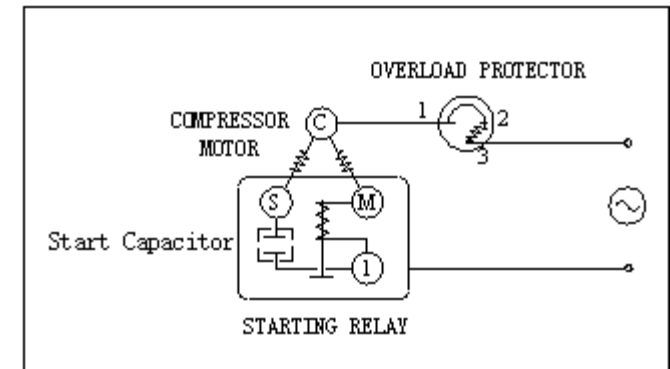 OVERLOAD PROTECTOR
1 2
3
COMPRESSOR C
MOTOR
S M
Start Capacitor
1
STARTING RELAY